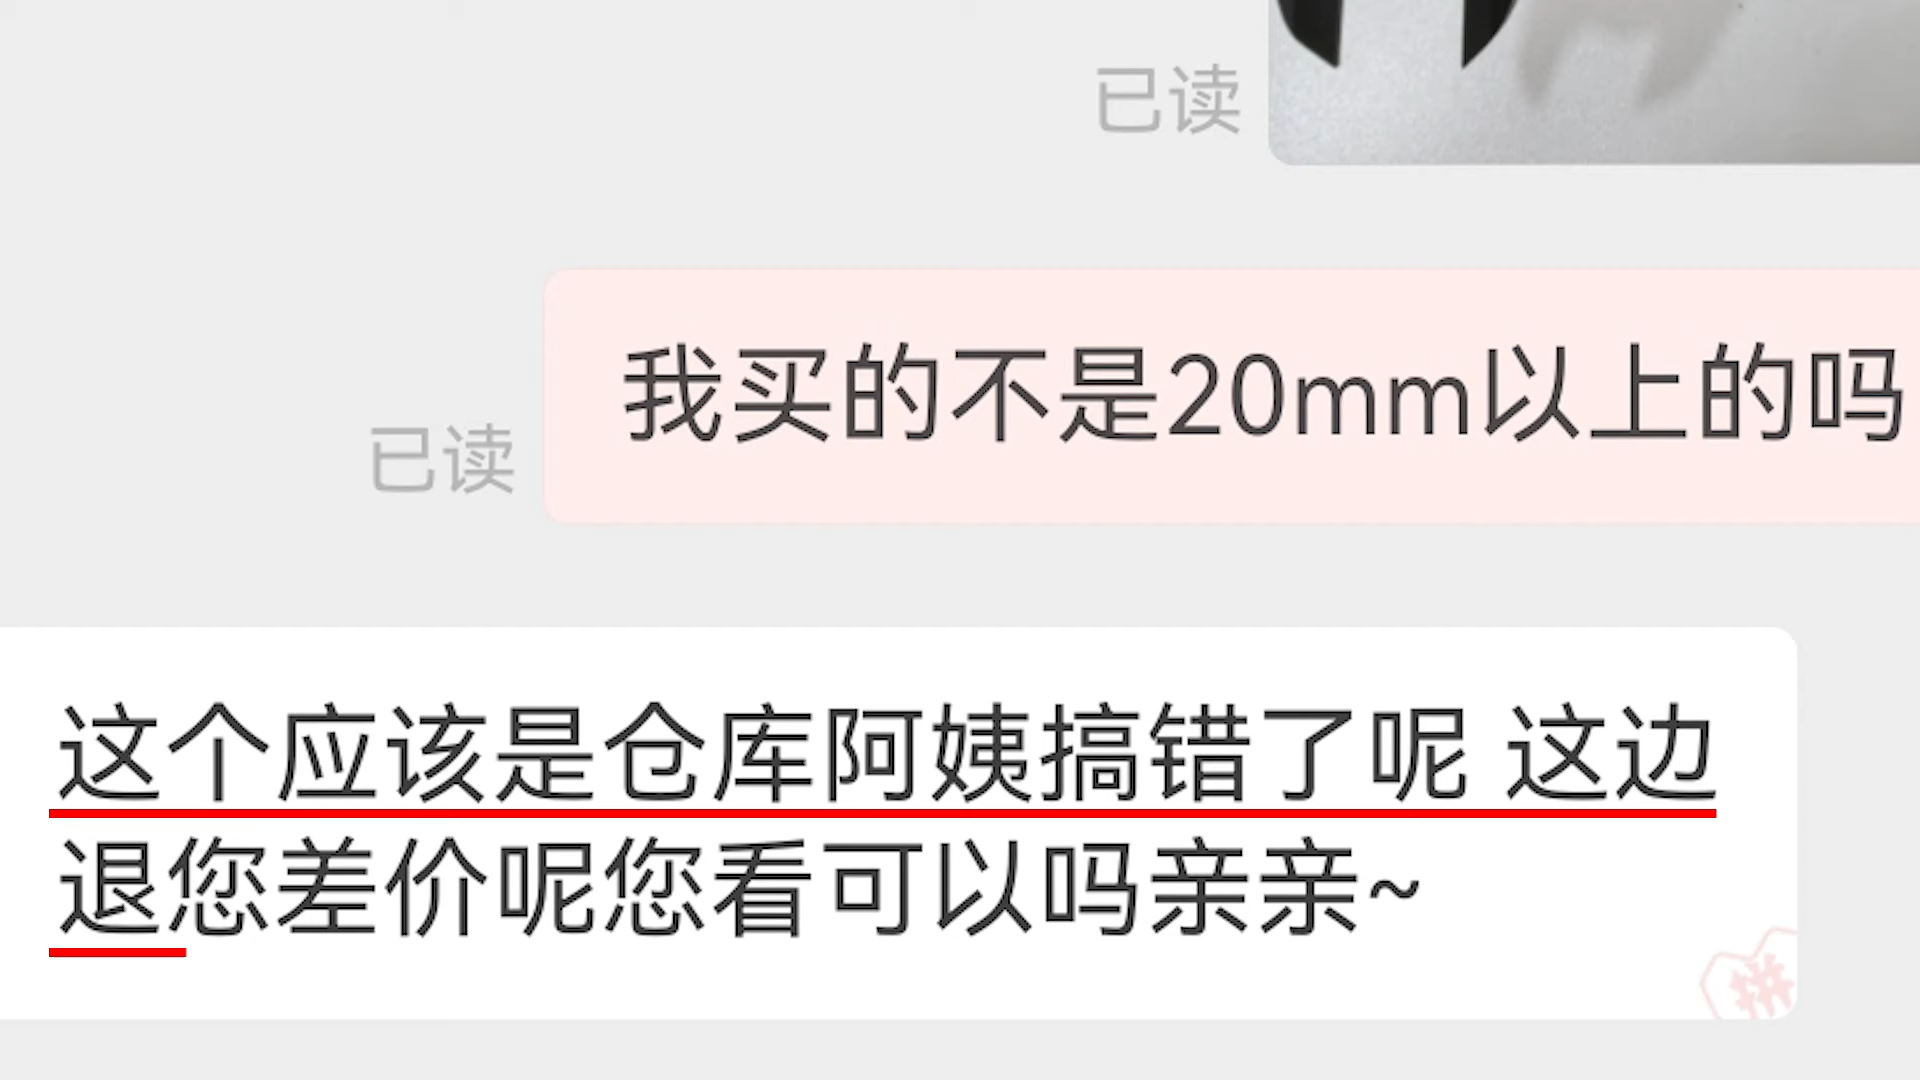 已读
我买的不是20mm以上的吗
已读
这个应该是仓库阿姨搞错了呢 这边
退您差价呢您看可以吗亲亲~
拼